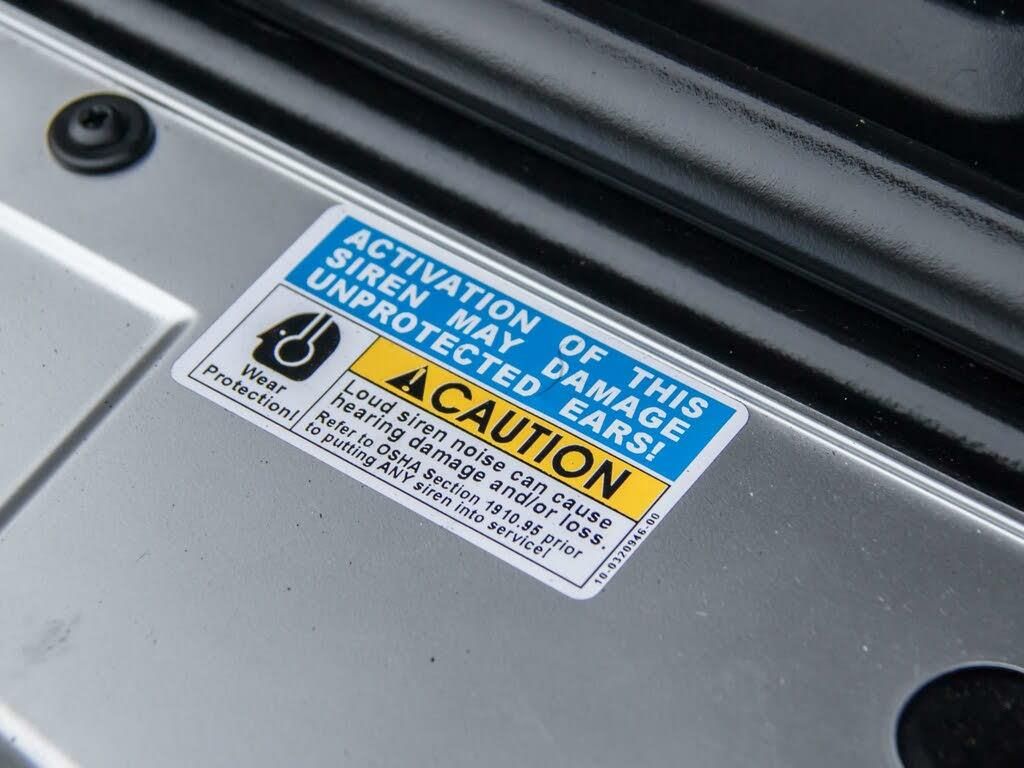 ACTIVATION OF THIS
SIREN MAY DAMAGE
UNPROTECTED EARS!
Wear
Protection!
CAUTION
Loud siren noise can cause
hearing damage and/or loss.
Refer to OSHA Section 1910.95 prior
to putting ANY siren into service!
10-0370946-00